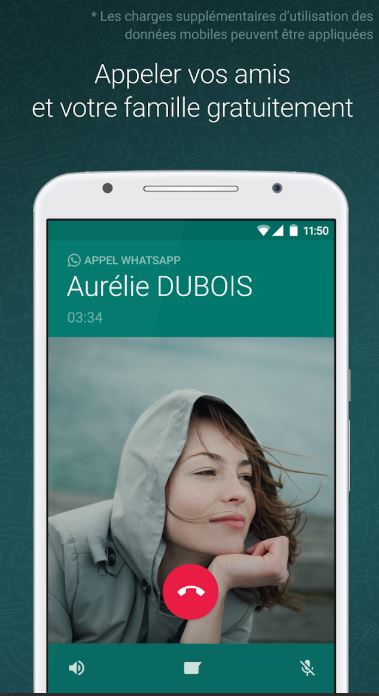 * Les charges supplémentaires d'utilisation des
données mobiles peuvent être appliquées
Appeler vos amis
et votre famille gratuitement
11:50
APPEL WHATSAPP
Aurélie DUBOIS
03:34